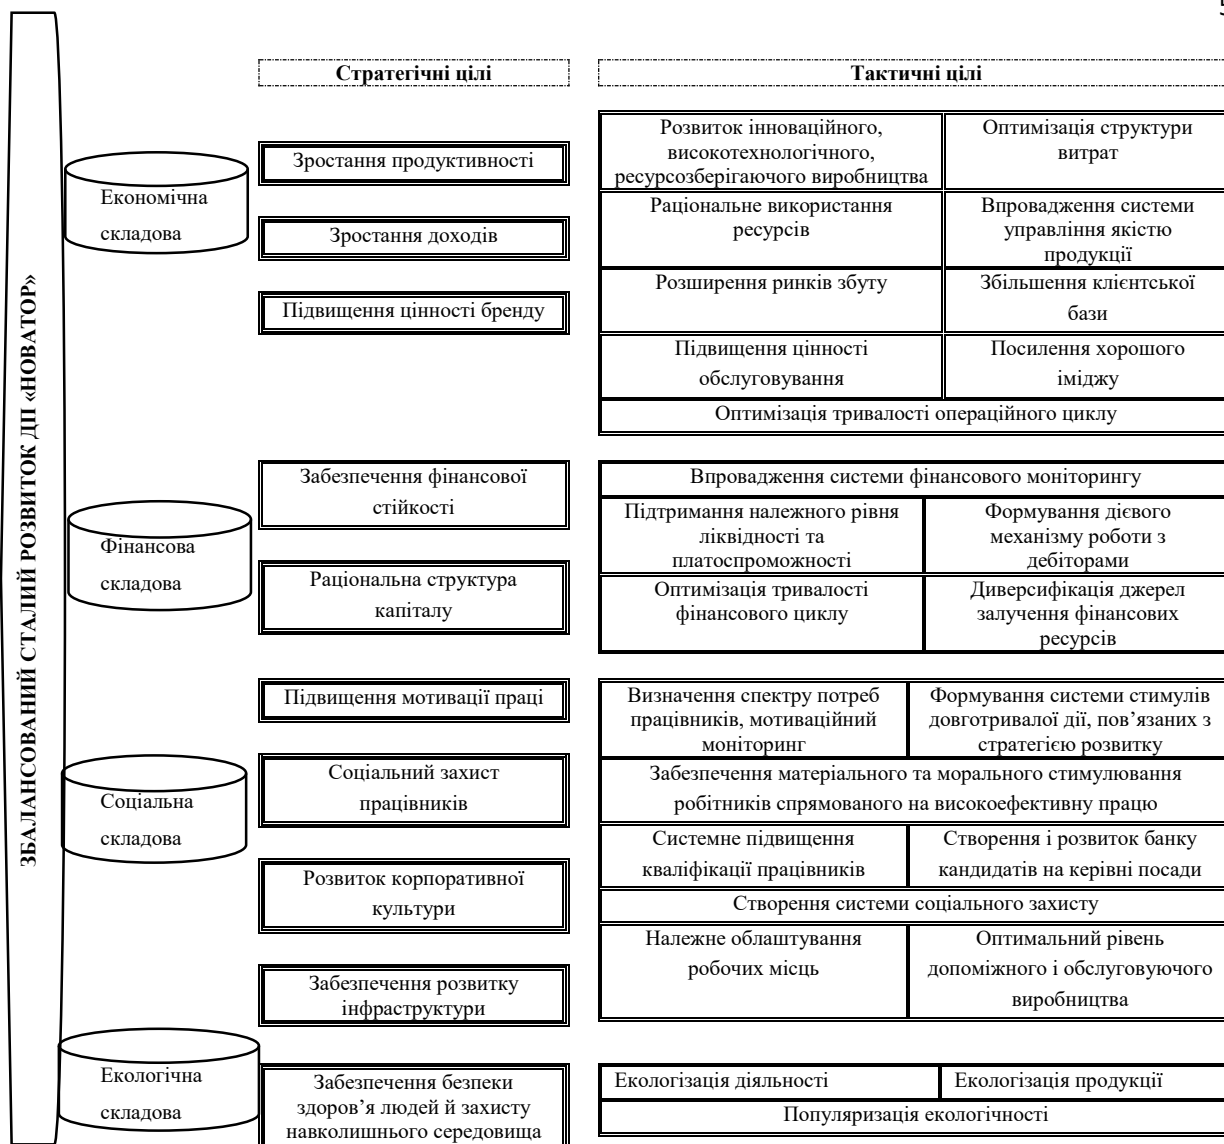 5
ЗБАЛАНСОВАНИЙ СТАЛИЙ РОЗВИТОК ДП «НОВАТОР»
Стратегічні цілі
Тактичні цілі
Економічна
складова
Зростання продуктивності
Зростання доходів
Підвищення цінності бренду
Розвиток інноваційного,
високотехнологічного,
ресурсозберігаючого виробництва
Оптимізація структури
витрат
Раціональне використання
ресурсів
Впровадження системи
управління якістю
продукції
Розширення ринків збуту
Збільшення клієнтської
бази
Підвищення цінності
обслуговування
Посилення хорошого
іміджу
Оптимізація тривалості операційного циклу
Фінансова
складова
Забезпечення фінансової
стійкості
Раціональна структура
капіталу
Впровадження системи фінансового моніторингу
Підтримання належного рівня
ліквідності та
платоспроможності
Формування дієвого
механізму роботи з
дебіторами
Оптимізація тривалості
фінансового циклу
Диверсифікація джерел
залучення фінансових
ресурсів
Соціальна
складова
Підвищення мотивації праці
Соціальний захист
працівників
Розвиток корпоративної
культури
Забезпечення розвитку
інфраструктури
Визначення спектру потреб
працівників, мотиваційний
моніторинг
Формування системи стимулів
довготривалої дії, пов’язаних з
стратегією розвитку
Забезпечення матеріального та морального стимулювання
робітників спрямованого на високоефективну працю
Системне підвищення
кваліфікації працівників
Створення і розвиток банку
кандидатів на керівні посади
Створення системи соціального захисту
Належне облаштування
робочих місць
Оптимальний рівень
допоміжного і обслуговуючого
виробництва
Екологічна
складова
Забезпечення безпеки
здоров’я людей й захисту
навколишнього середовища
Екологізація діяльності
Екологізація продукції
Популяризація екологічності